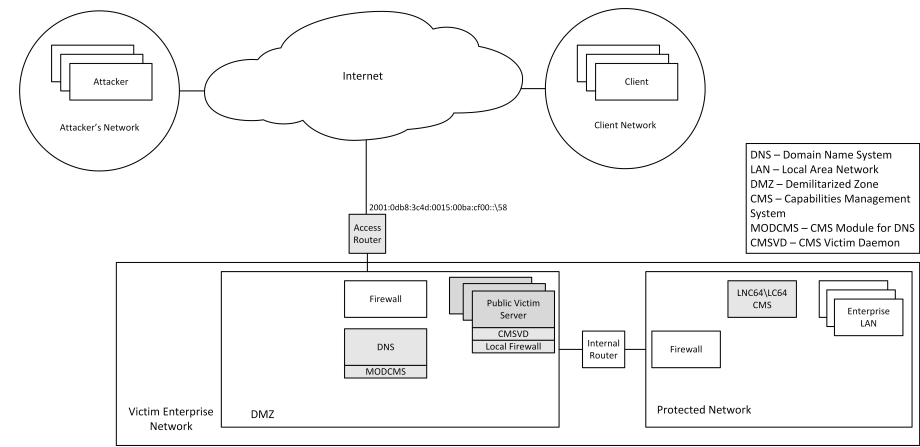 Attacker
Attacker's Network
Internet
Client
Client Network
DNS – Domain Name System
LAN – Local Area Network
DMZ – Demilitarized Zone
CMS – Capabilities Management
System
MODCMS – CMS Module for DNS
CMSVD – CMS Victim Daemon
2001:0db8:3c4d:0015:00ba:cf00::\58
Access
Router
Firewall
DNS
MODCMS
Public Victim
Server
CMSVD
Local Firewall
Internal
Router
Firewall
LNC64\LC64
CMS
Enterprise
LAN
Victim Enterprise
Network
DMZ
Protected Network